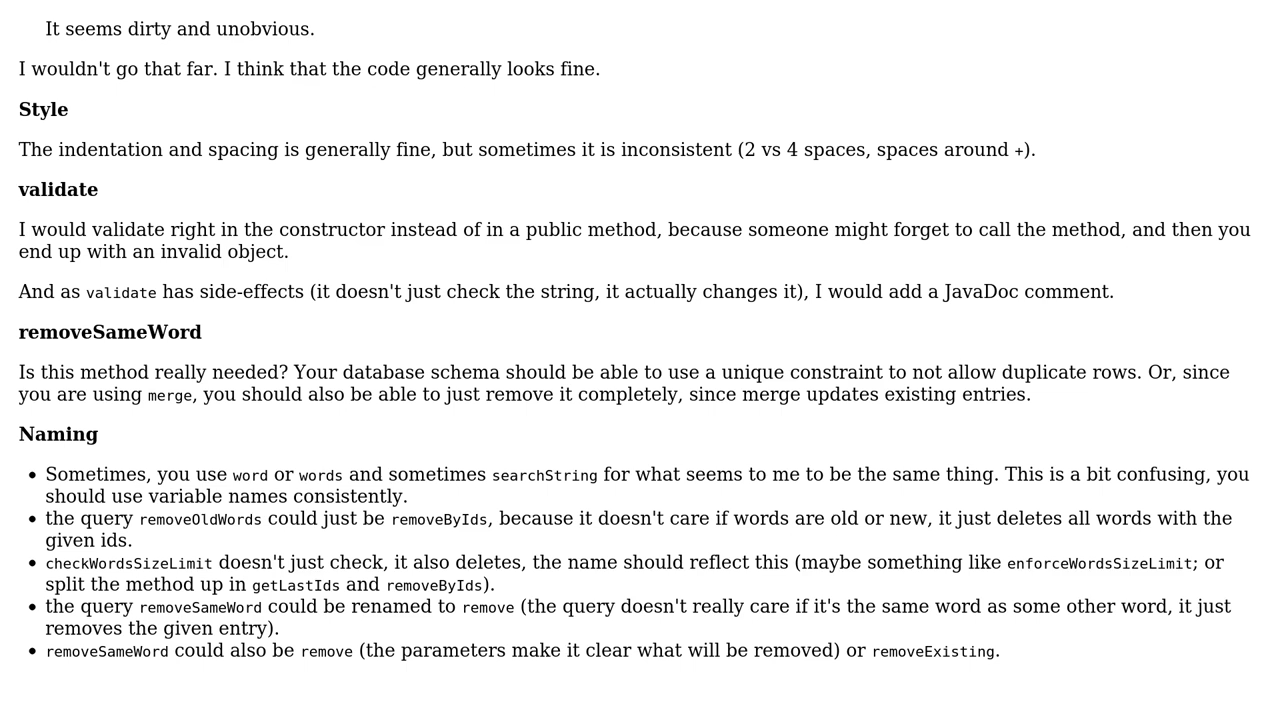 It seems dirty and unobvious.
I wouldn't go that far. I think that the code generally looks fine.
Style
The indentation and spacing is generally fine, but sometimes it is inconsistent (2 vs 4 spaces, spaces around +).
validate
I would validate right in the constructor instead of in a public method, because someone might forget to call the method, and then you
end up with an invalid object.
And as validate has side-effects (it doesn't just check the string, it actually changes it), I would add a JavaDoc comment.
removeSameWord
Is this method really needed? Your database schema should be able to use a unique constraint to not allow duplicate rows. Or, since
you are using merge, you should also be able to just remove it completely, since merge updates existing entries.
Naming
• Sometimes, you use word or words and sometimes searchString for what seems to me to be the same thing. This is a bit confusing, you
should use variable names consistently.
• the query removeOldWords could just be removeByIds, because it doesn't care if words are old or new, it just deletes all words with the
given ids.
• checkWordsSizeLimit doesn't just check, it also deletes, the name should reflect this (maybe something like enforceWordsSizeLimit; or
split the method up in getLastIds and removeByIds).
• the query removeSameWord could be renamed to remove (the query doesn't really care if it's the same word as some other word, it just
removes the given entry).
• removeSameWord could also be remove (the parameters make it clear what will be removed) or removeExisting.